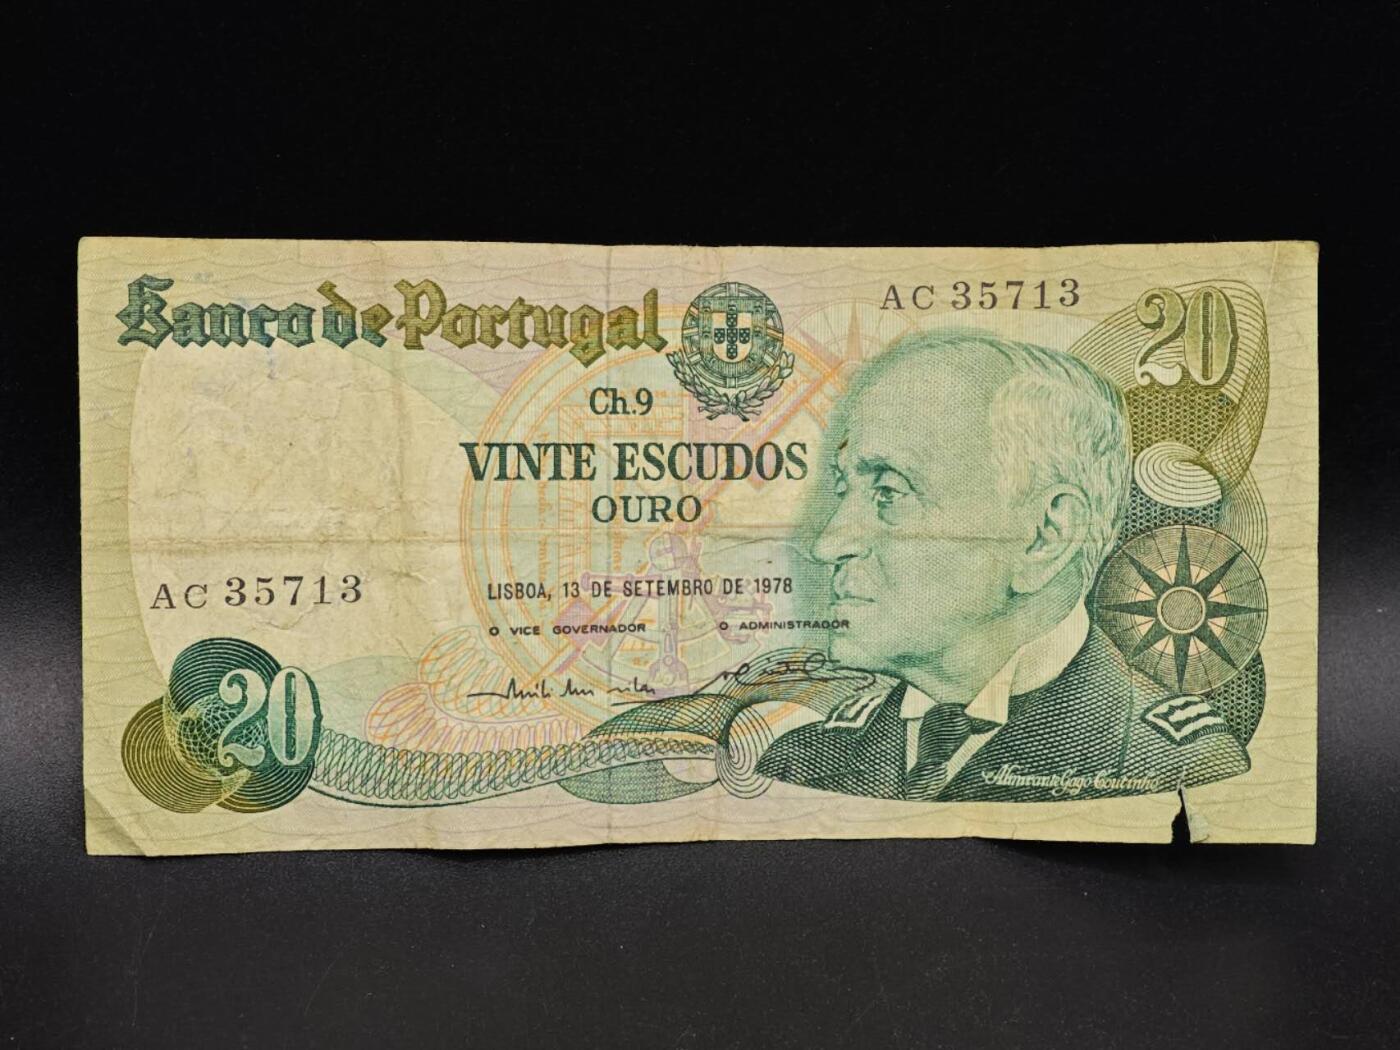 Banco de Portugal
AC 35713
20
Ch.9
VINTE ESCUDOS
OURO
AC 35713
LISBOA, 13 DE SETEMBRO DE 1978
O VICE GOVERNADOR
O ADMINISTRADOR
20
Almirante Gago Coutinho